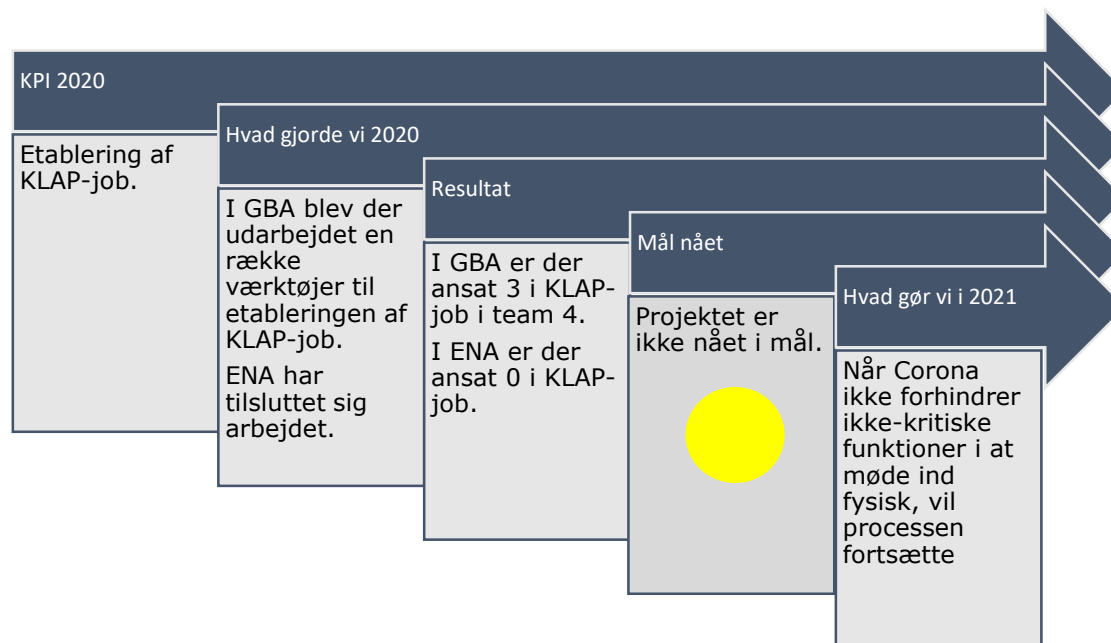 KPI 2020
Etablering af
KLAP-job.
Hvad gjorde vi 2020
I GBA blev der
udarbejdet en
række
værktøjer til
etableringen af
KLAP-job.
ENA har
tilsluttet sig
arbejdet.
Resultat
I GBA er der
ansat 3 i KLAP-
job i team 4.
I ENA er der
ansat 0 i KLAP-
job.
Mål nået
Projektet er
ikke nået i mål.
Hvad gør vi i 2021
Når Corona
ikke forhindrer
ikke-kritiske
funktioner i at
møde ind
fysisk, vil
processen
fortsætte